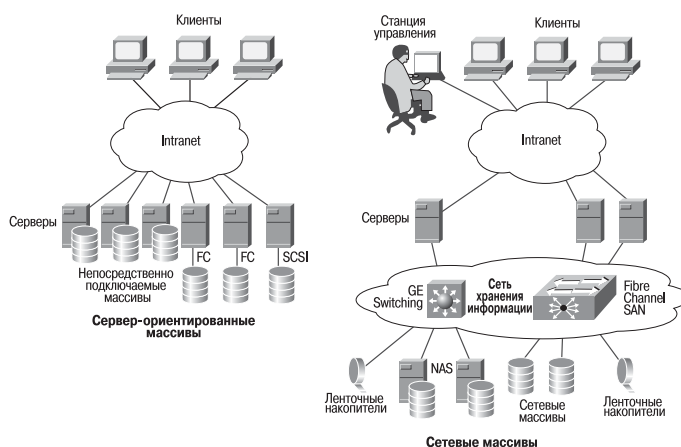 Клиенты
Intranet
Серверы
FC
FC
SCSI
Непосредственно
подключаемые
массивы
Сервер-ориентированные
массивы
Станция
управления
Клиенты
Intranet
Серверы
GE
Switching
Сеть
хранения
информации
Fibre
Channel
SAN
NAS
Ленточные
накопители
Сетевые
массивы
Ленточные
накопители
Сетевые массивы